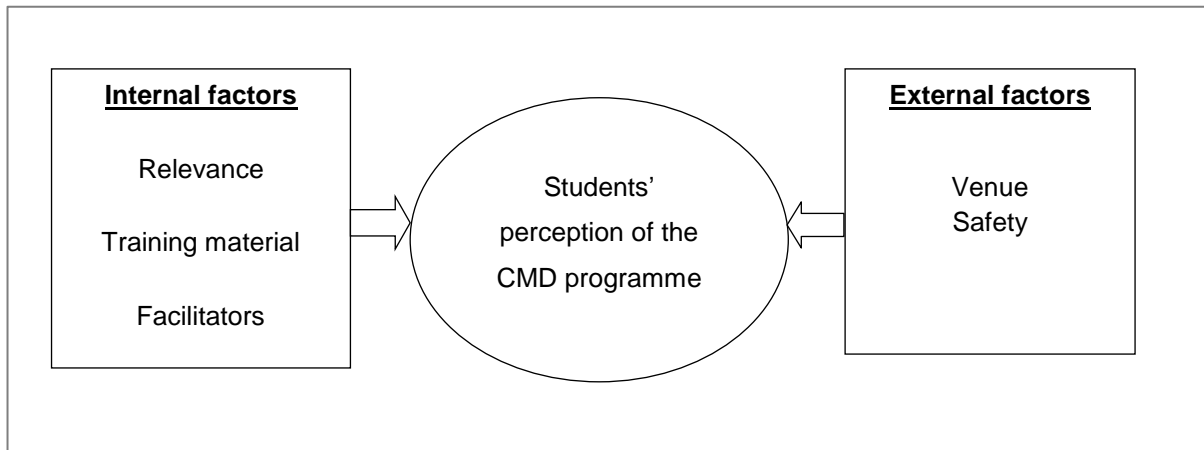 Internal factors
Relevance
Training material
Facilitators
Students’
perception of the
CMD programme
External factors
Venue
Safety